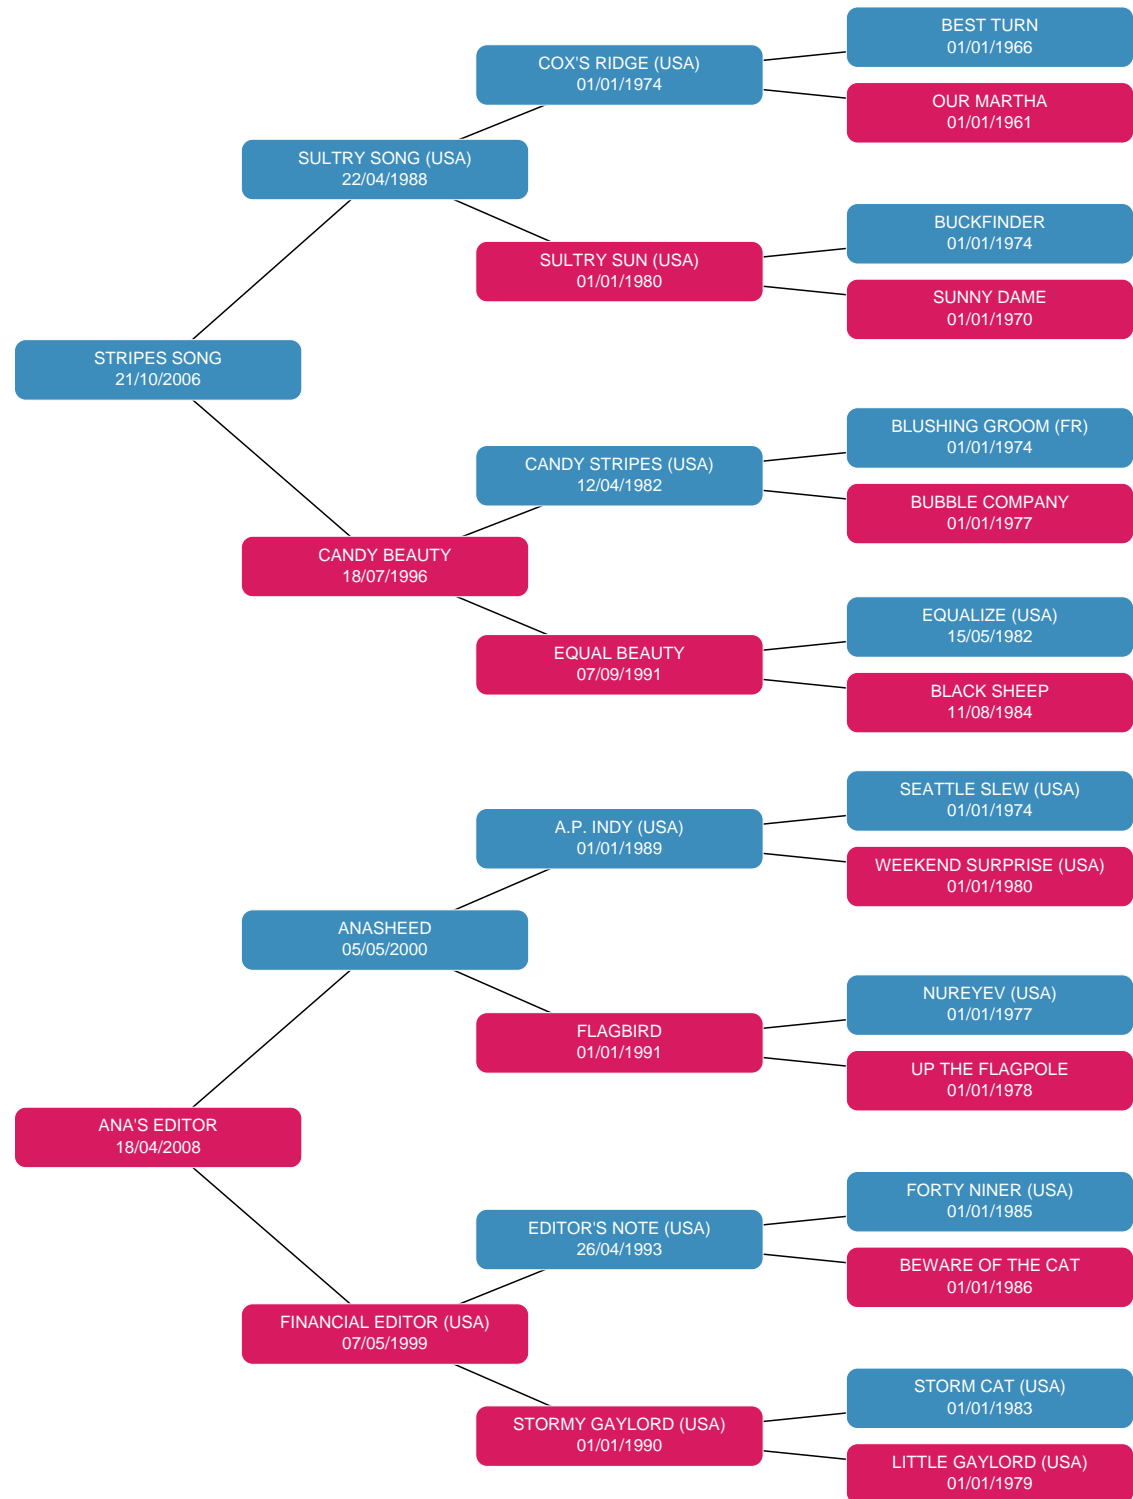 BEST TURN
01/01/1966
COX'S RIDGE (USA)
01/01/1974
OUR MARTHA
01/01/1961
SULTRY SONG (USA)
22/04/1988
BUCKFINDER
01/01/1974
SULTRY SUN (USA)
01/01/1980
SUNNY DAME
01/01/1970
STRIPES SONG
21/10/2006
BLUSHING GROOM (FR)
01/01/1974
CANDY STRIPES (USA)
12/04/1982
BUBBLE COMPANY
01/01/1977
CANDY BEAUTY
18/07/1996
EQUALIZE (USA)
15/05/1982
EQUAL BEAUTY
07/09/1991
BLACK SHEEP
11/08/1984
SEATTLE SLEW (USA)
01/01/1974
A.P. INDY (USA)
01/01/1989
WEEKEND SURPRISE (USA)
01/01/1980
ANASHEED
05/05/2000
NUREYEV (USA)
01/01/1977
FLAGBIRD
01/01/1991
UP THE FLAGPOLE
01/01/1978
ANA'S EDITOR
18/04/2008
FORTY NINER (USA)
01/01/1985
EDITOR'S NOTE (USA)
26/04/1993
BEWARE OF THE CAT
01/01/1986
FINANCIAL EDITOR (USA)
07/05/1999
STORM CAT (USA)
01/01/1983
STORMY GAYLORD (USA)
01/01/1990
LITTLE GAYLORD (USA)
01/01/1979